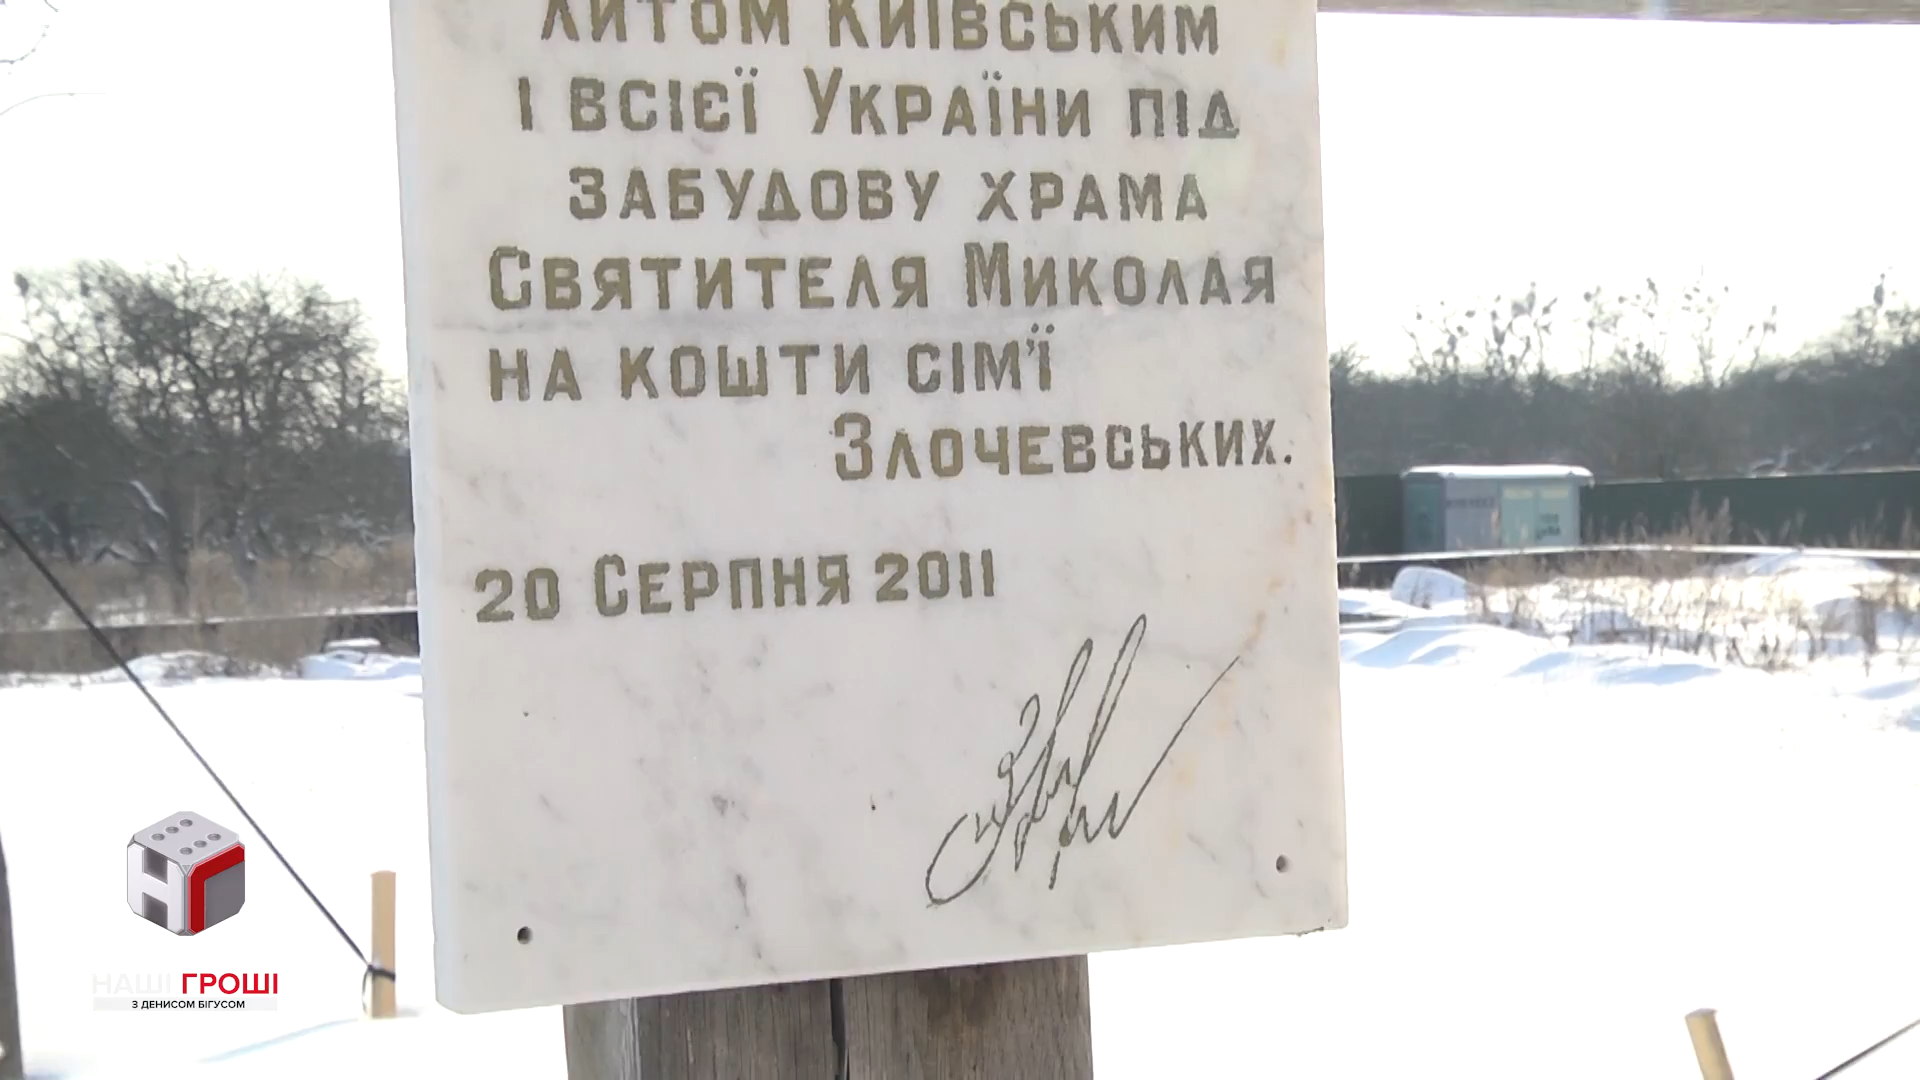 ЛИТОМ КИЇВСЬКИМ
І ВСІЄЇ УКРАЇНИ ПІД
ЗАБУДОВУ ХРАМА
СВЯТИТЕЛЯ МИКОЛАЯ
НА КОШТИ СІМ'Ї
ЗЛОЧЕВСЬКИХ.
20 СЕРПНЯ 2011
НАШІ ГРОШІ
З ДЕНИСОМ БІГУСОМ